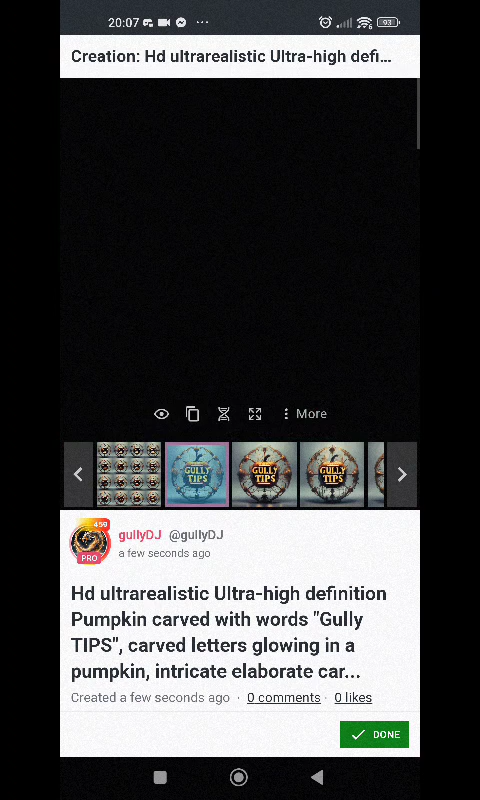 20:07
93
Creation: Hd ultrarealistic Ultra-high defi...
More
GULLY
TIPS
GULLY
TIPS
GULLY
TIPS
459
PRO
gullyDJ @gullyDJ
a few seconds ago
Hd ultrarealistic Ultra-high definition
Pumpkin carved with words "Gully
TIPS", carved letters glowing in a
pumpkin, intricate elaborate car...
Created a few seconds ago · 0 comments · 0 likes
DONE